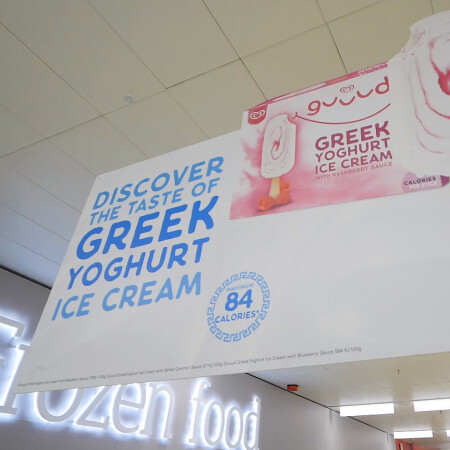 DISCOVER
THE TASTE OF
GREEK
YOGHURT
ICE CREAM
MAXIMUM
84
CALORIES*
guuud
GREEK
YOGHURT
ICE CREAM
WITH RASPBERRY SAUCE
CALORIES
Frozen food